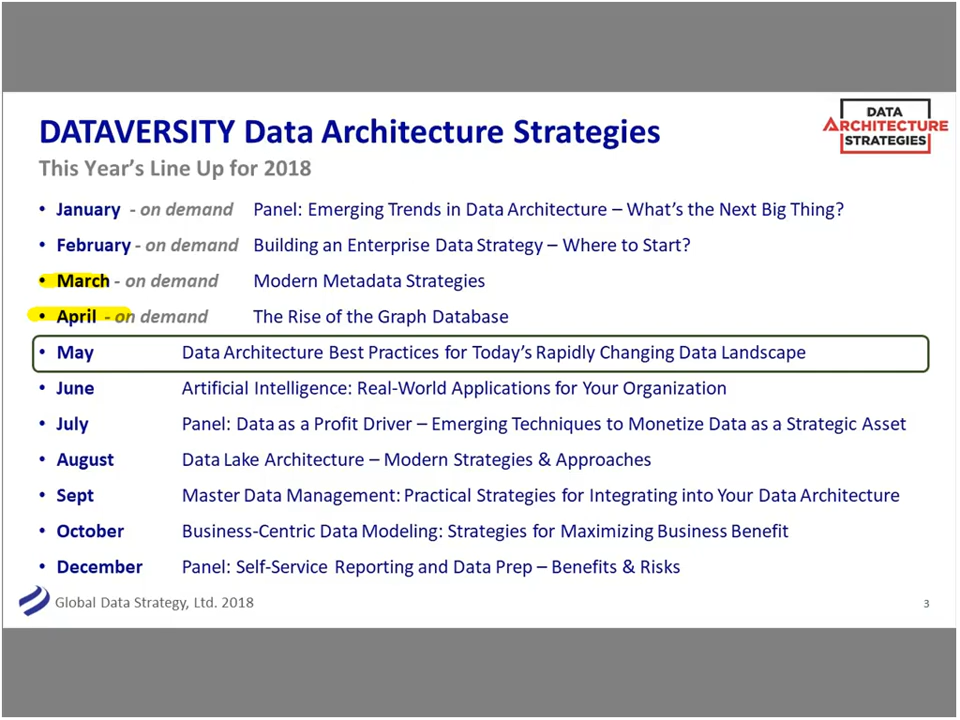 DATAVERSITY Data Architecture Strategies
DATA
ARCHITECTURE
STRATEGIES
This Year's Line Up for 2018
• January - on demand Panel: Emerging Trends in Data Architecture – What's the Next Big Thing?
• February - on demand Building an Enterprise Data Strategy – Where to Start?
• March - on demand Modern Metadata Strategies
• April - on demand The Rise of the Graph Database
• May Data Architecture Best Practices for Today's Rapidly Changing Data Landscape
• June Artificial Intelligence: Real-World Applications for Your Organization
• July Panel: Data as a Profit Driver – Emerging Techniques to Monetize Data as a Strategic Asset
• August Data Lake Architecture – Modern Strategies & Approaches
• Sept Master Data Management: Practical Strategies for Integrating into Your Data Architecture
• October Business-Centric Data Modeling: Strategies for Maximizing Business Benefit
• December Panel: Self-Service Reporting and Data Prep – Benefits & Risks
Global Data Strategy, Ltd. 2018
3